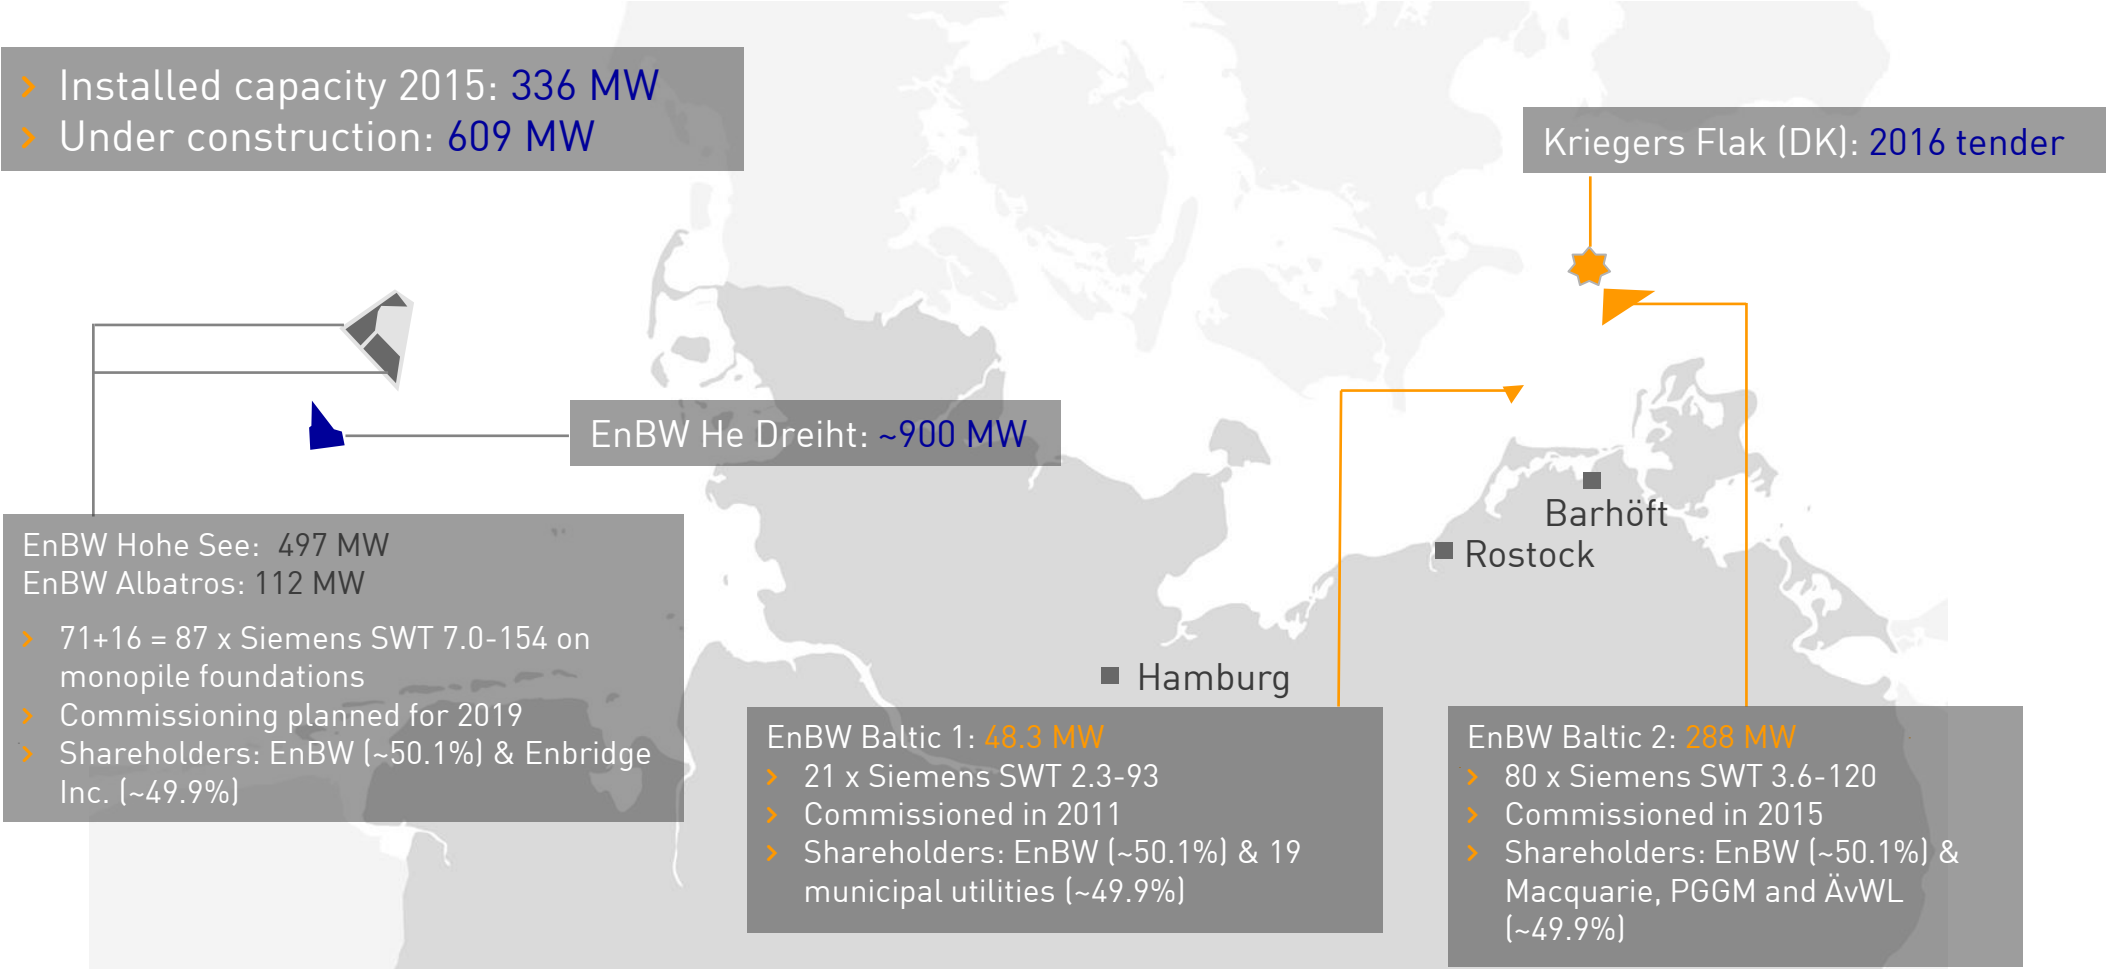 Installed capacity 2015: 336 MW
Under construction: 609 MW
Kriegers Flak (DK): 2016 tender
EnBW He Dreiht: ~900 MW
EnBW Hohe See: 497 MW
EnBW Albatros: 112 MW
71+16 = 87 x Siemens SWT 7.0-154 on
monopile foundations
Commissioning planned for 2019
Shareholders: EnBW (~50.1%) & Enbridge
Inc. (~49.9%)
Barhöft
Rostock
Hamburg
EnBW Baltic 1: 48.3 MW
21 x Siemens SWT 2.3-93
Commissioned in 2011
Shareholders: EnBW (~50.1%) & 19
municipal utilities (~49.9%)
EnBW Baltic 2: 288 MW
80 x Siemens SWT 3.6-120
Commissioned in 2015
Shareholders: EnBW (~50.1%) &
Macquarie, PGGM and ÄvWL
(~49.9%)